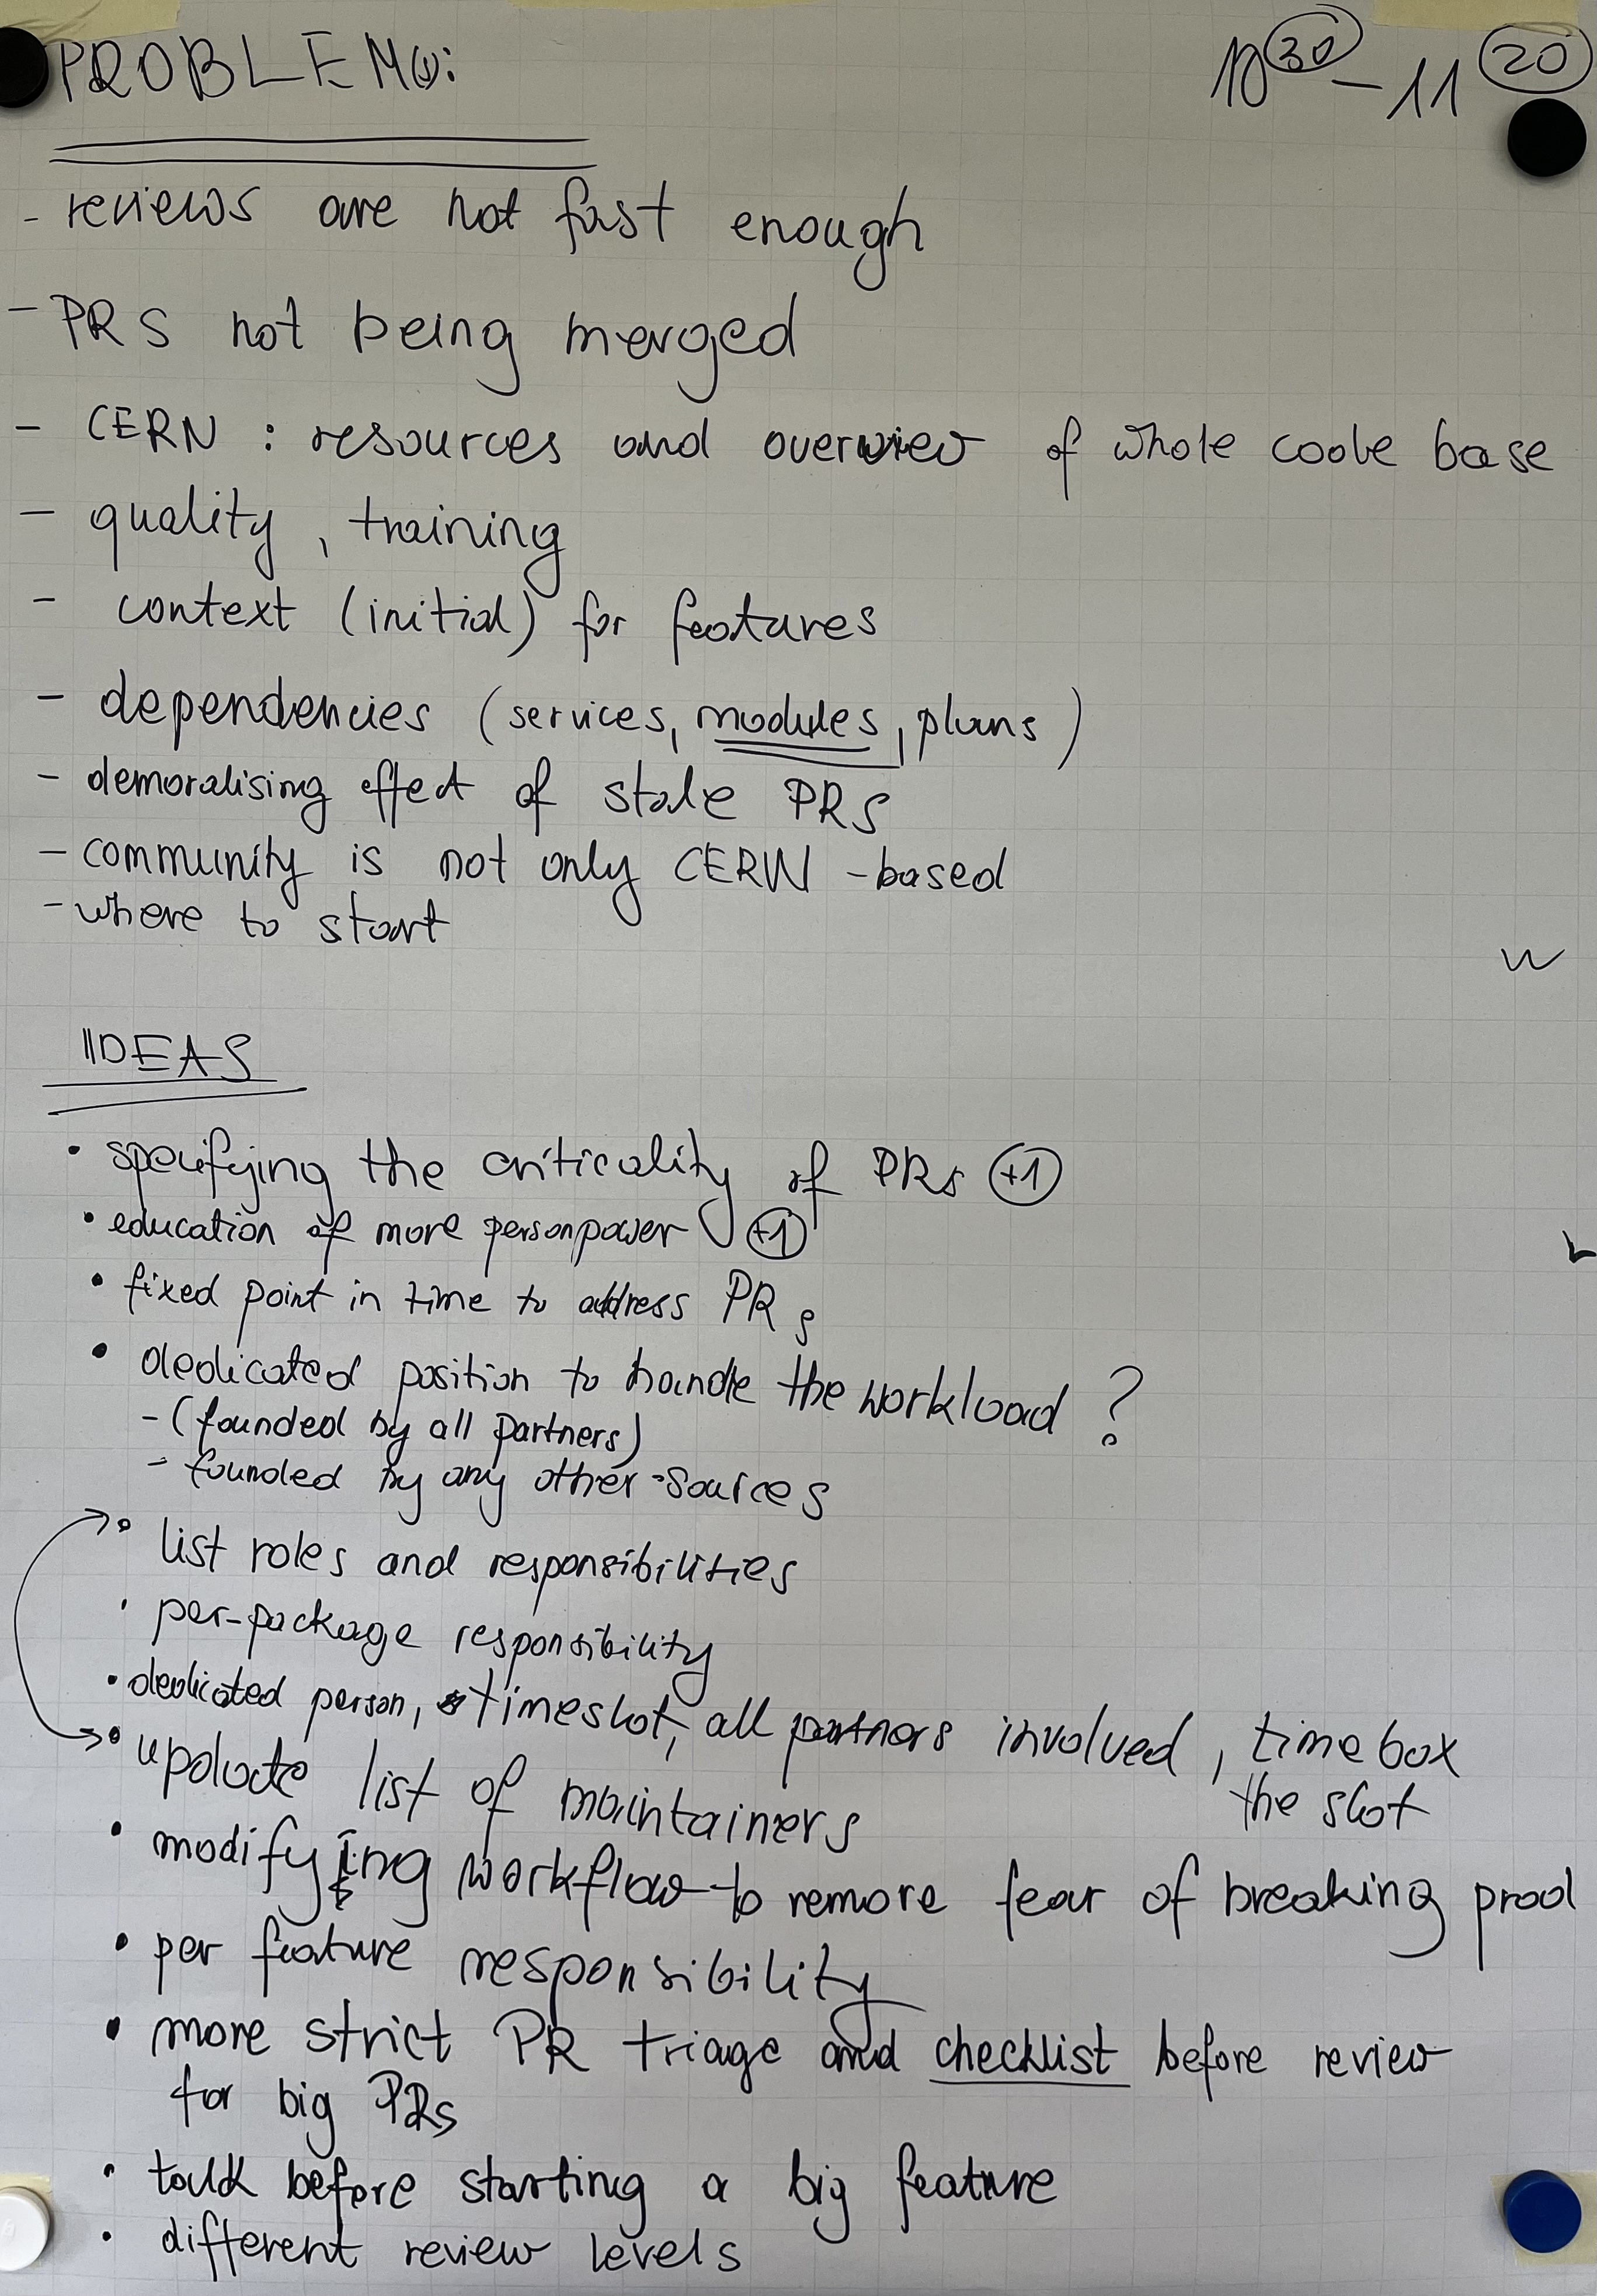 PROBLEM(s):
10 30 - 11 20
- reviews are not fast enough
- PRs not being merged
- CERN : resources and overview of whole code base
- quality, training
- context (initial) for features
- dependencies (services, modules, plans)
- demoralising effect of stale PRs
- community is not only CERN-based
- where to start
IDEAS
• specifying the criticality of PRs +1
• education of more personpower +1
• fixed point in time to address PRs
• dedicated position to handle the workload ?
- (founded by all partners)
- founded by any other sources
• list roles and responsibilities
• per-package responsibility
• dedicated person, timeslot, all partners involved, time box
the slot
• update list of maintainers
• modifying workflow to remove fear of breaking prod
• per feature responsibility
• more strict PR triage and checklist before review
for big PRs
• talk before starting a big feature
• different review levels